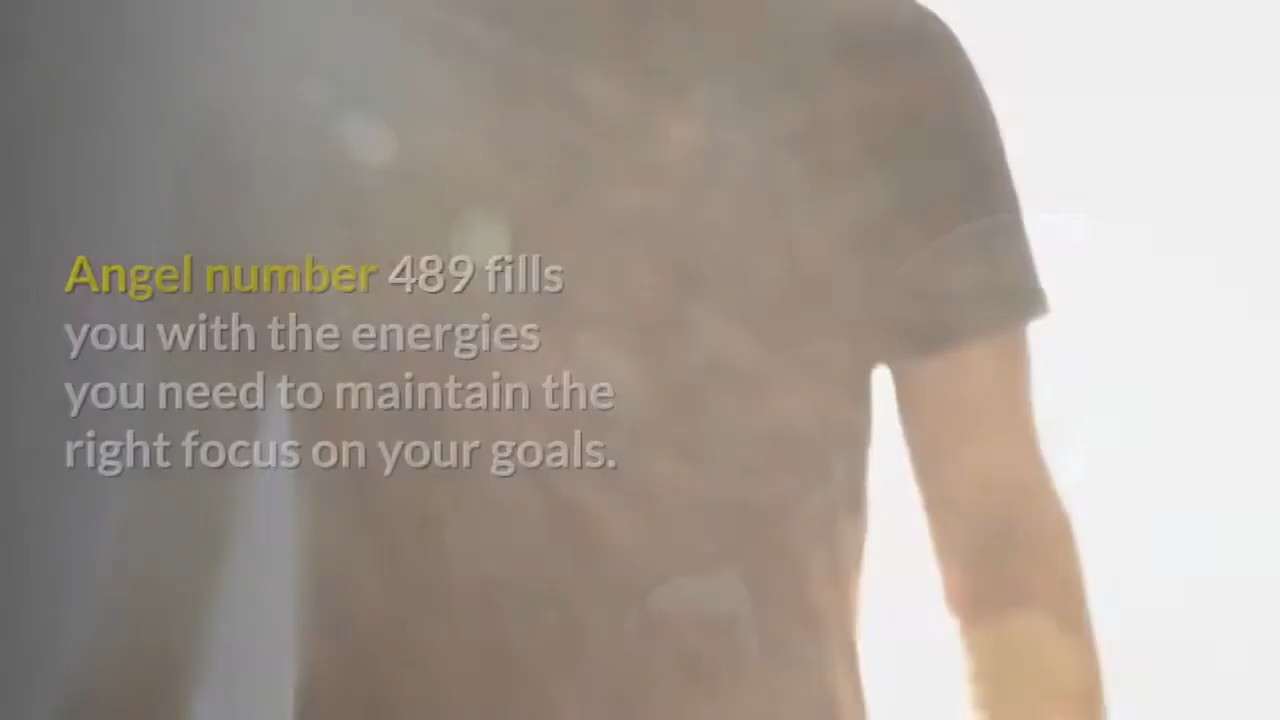 Angel number 489 fills
you with the energies
you need to maintain the
right focus on your goals.